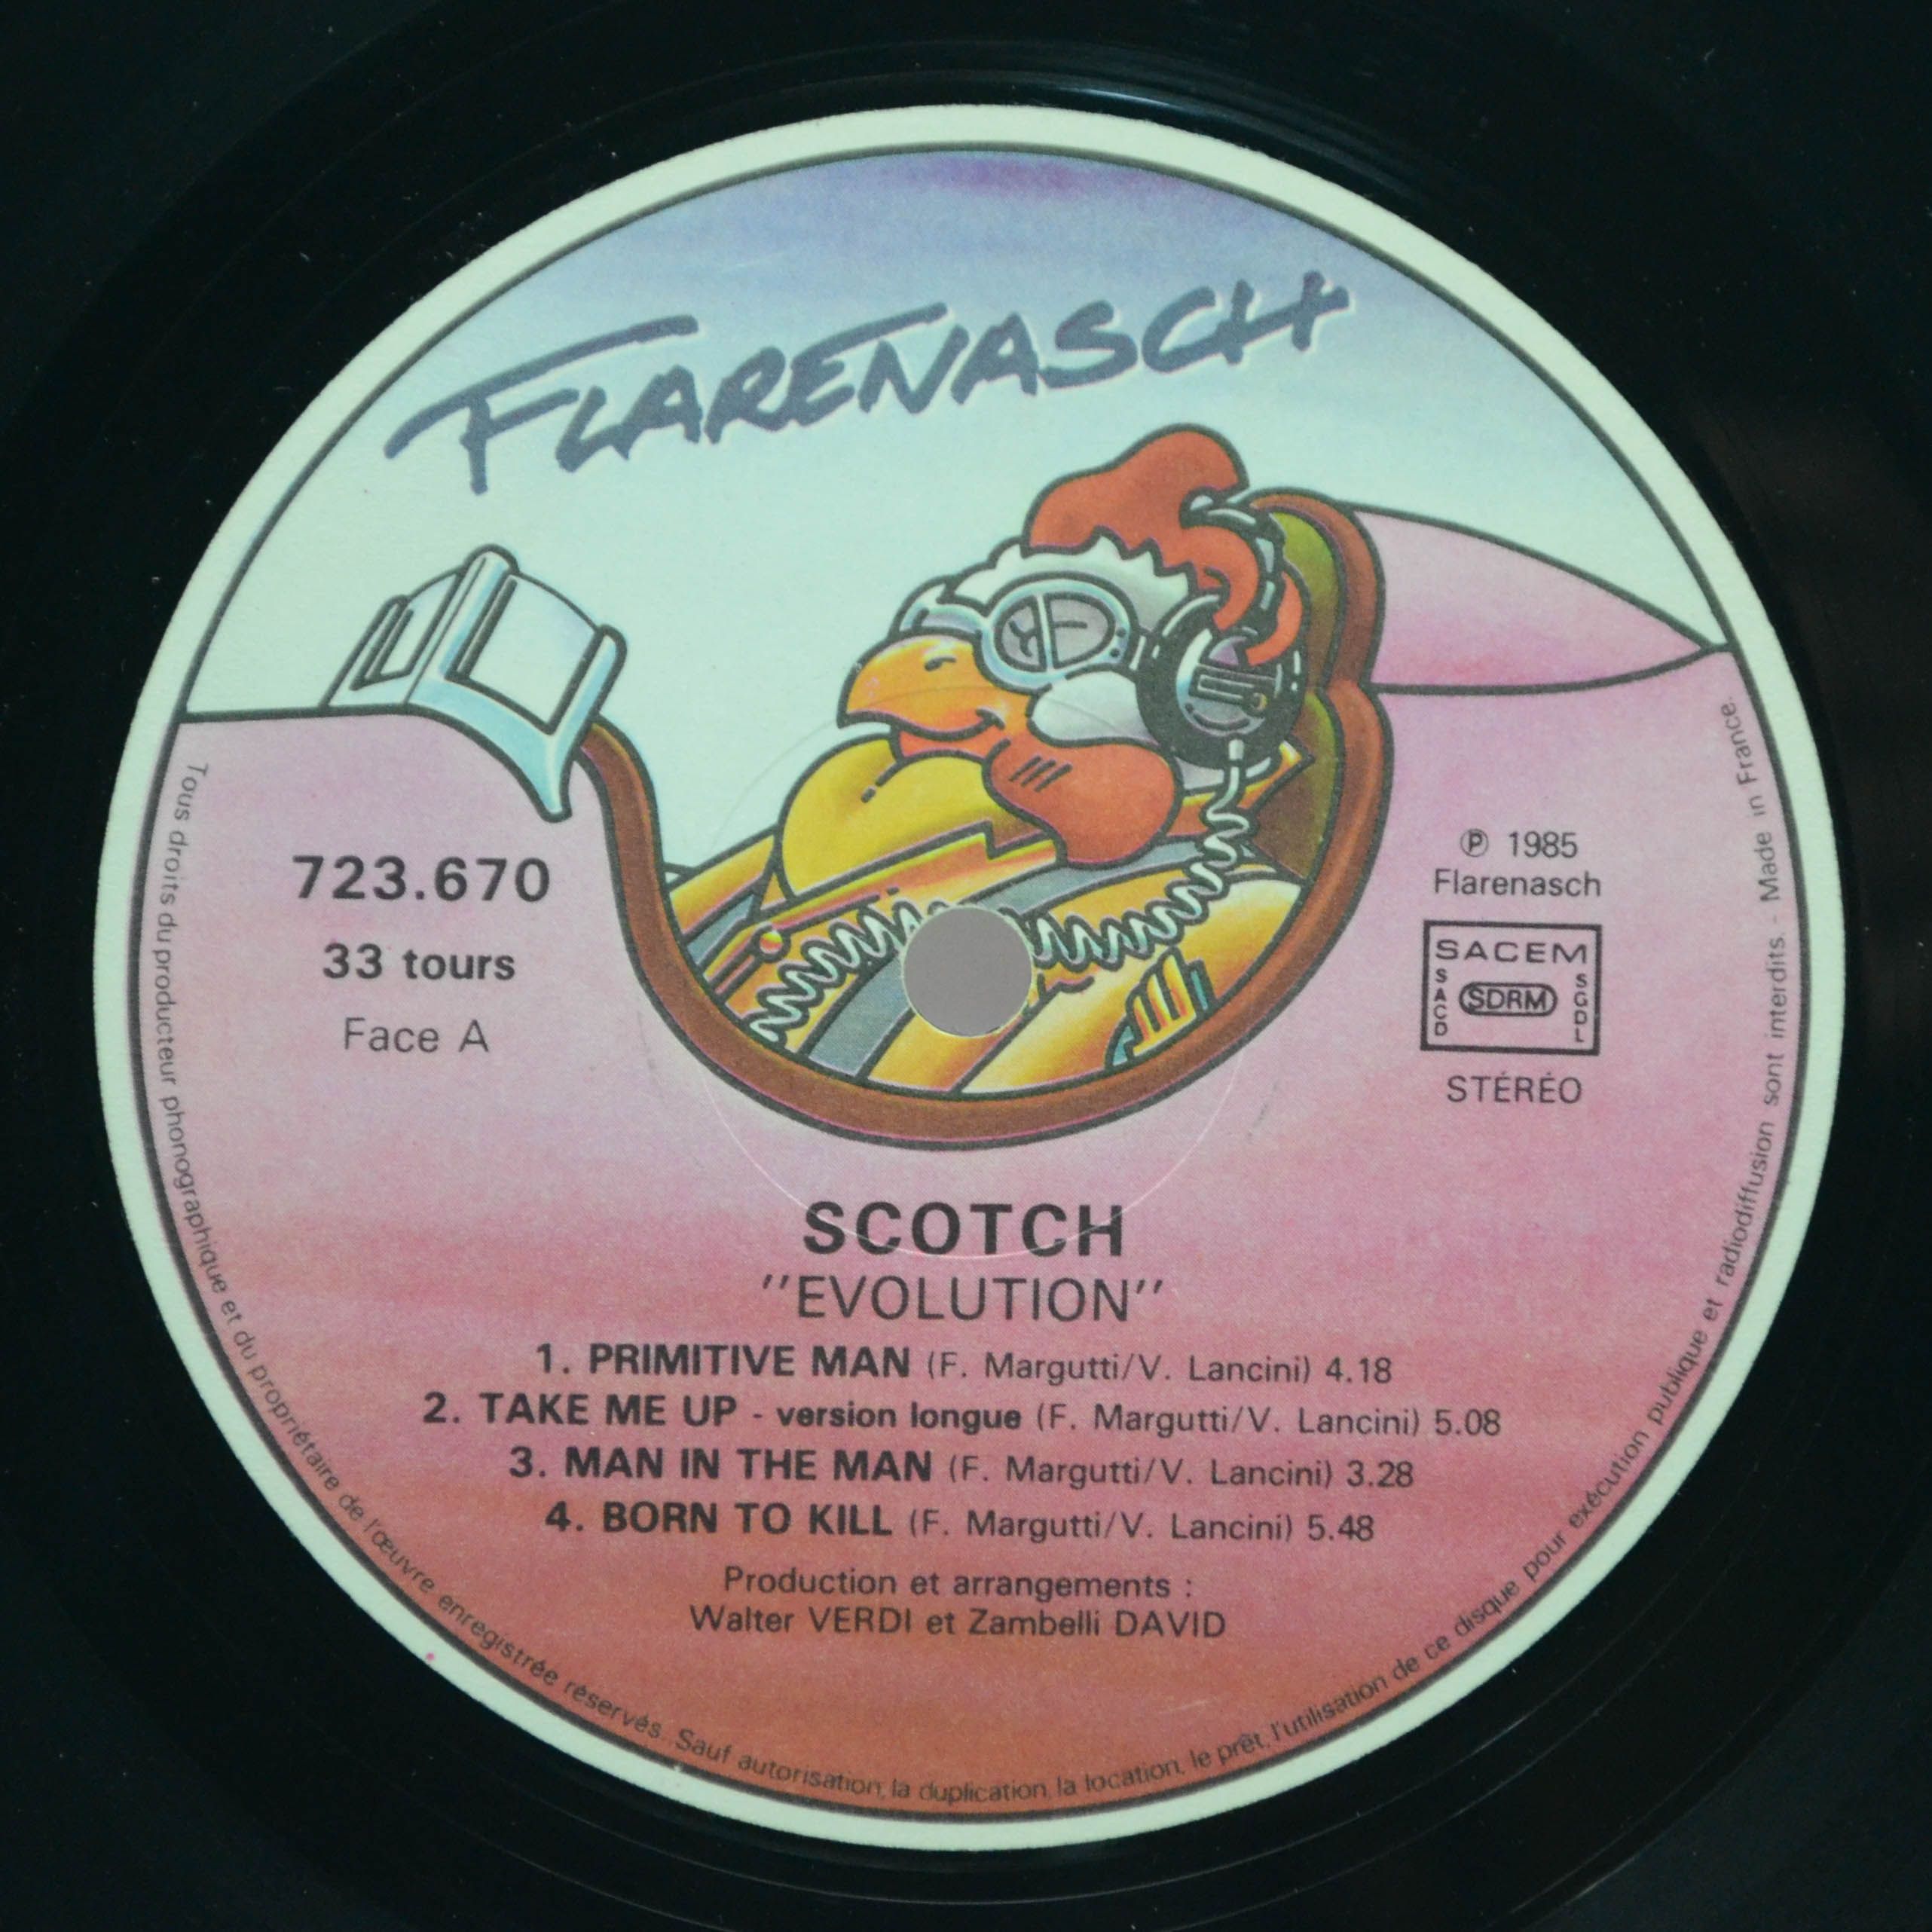 FLARENASCH
723.670
33 tours
Face A
℗ 1985
Flarenasch
SACEM
SACD
SDRM
SGDL
STÉRÉO
SCOTCH
"EVOLUTION"
1. PRIMITIVE MAN (F. Margutti/V. Lancini) 4.18
2. TAKE ME UP - version longue (F. Margutti/V. Lancini) 5.08
3. MAN IN THE MAN (F. Margutti/V. Lancini) 3.28
4. BORN TO KILL (F. Margutti/V. Lancini) 5.48
Production et arrangements :
Walter VERDI et Zambelli DAVID
Tous droits du producteur phonographique et du propriétaire de l'œuvre enregistrée réservés. Sauf autorisation, la duplication, la location, le prêt, l'utilisation de ce disque pour exécution publique et radiodiffusion sont interdits. - Made in France.